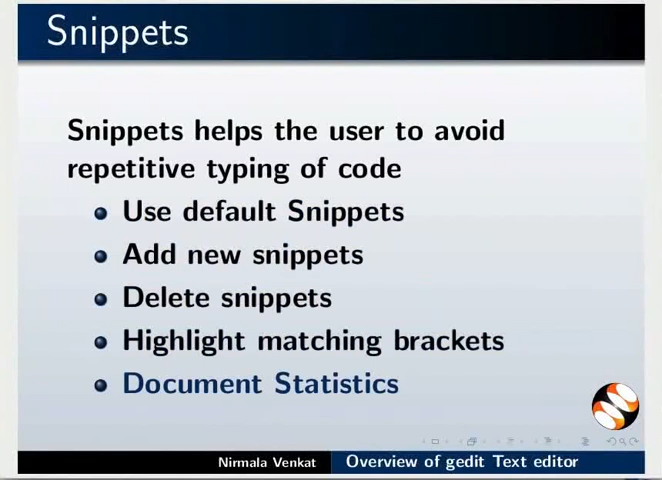 Snippets
Snippets helps the user to avoid
repetitive typing of code
Use default Snippets
Add new snippets
Delete snippets
Highlight matching brackets
Document Statistics
Nirmala Venkat
Overview of gedit Text editor